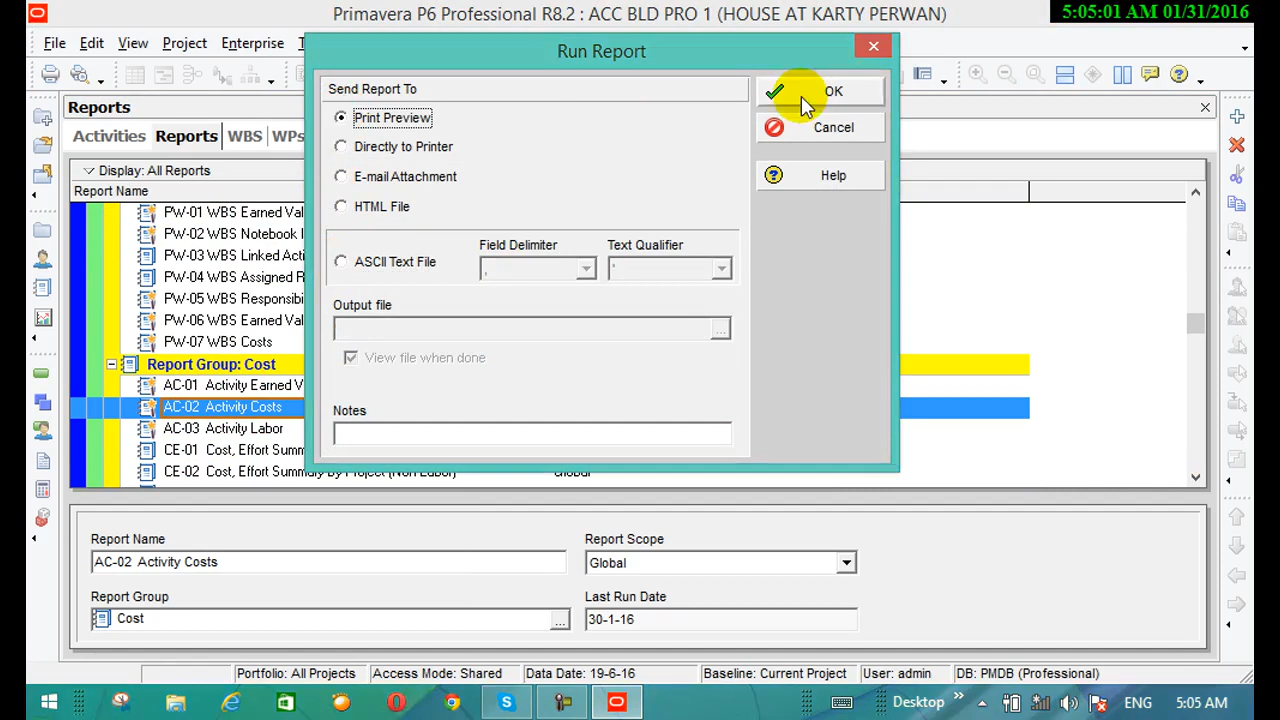 Primavera P6 Professional R8.2 : ACC BLD PRO 1 (HOUSE AT KARTY PERWAN)
5:05:01 AM 01/31/2016
File Edit View Project Enterprise
Run Report
Reports
Activities Reports WBS WPs
Display: All Reports
Report Name
PW-01 WBS Earned Val
PW-02 WBS Notebook
PW-03 WBS Linked Acti
PW-04 WBS Assigned R
PW-05 WBS Responsibi
PW-06 WBS Earned Val
PW-07 WBS Costs
Report Group: Cost
AC-01 Activity Earned V
AC-02 Activity Costs
AC-03 Activity Labor
CE-01 Cost, Effort Summ
CE-02 Cost, Effort Summary by Project (Non Labor) Global
Send Report To
Print Preview
Directly to Printer
E-mail Attachment
HTML File
ASCII Text File
Field Delimiter
,
Text Qualifier
'
Output file
...
View file when done
Notes
OK
Cancel
Help
Report Name
AC-02 Activity Costs
Report Scope
Global
Report Group
Cost
...
Last Run Date
30-1-16
Portfolio: All Projects Access Mode: Shared Data Date: 19-6-16 Baseline: Current Project User: admin DB: PMDB (Professional)
Desktop ENG 5:05 AM